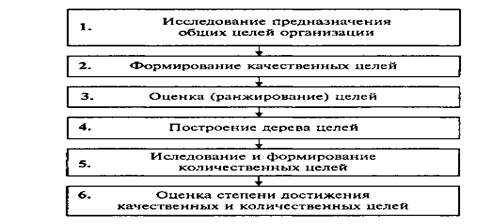 1. Исследование предназначения
общих целей организации
2. Формирование качественных целей
3. Оценка (ранжирование) целей
4. Построение дерева целей
5. Иследование и формирование
количественных целей
6. Оценка степени достижения
качественных и количественных целей